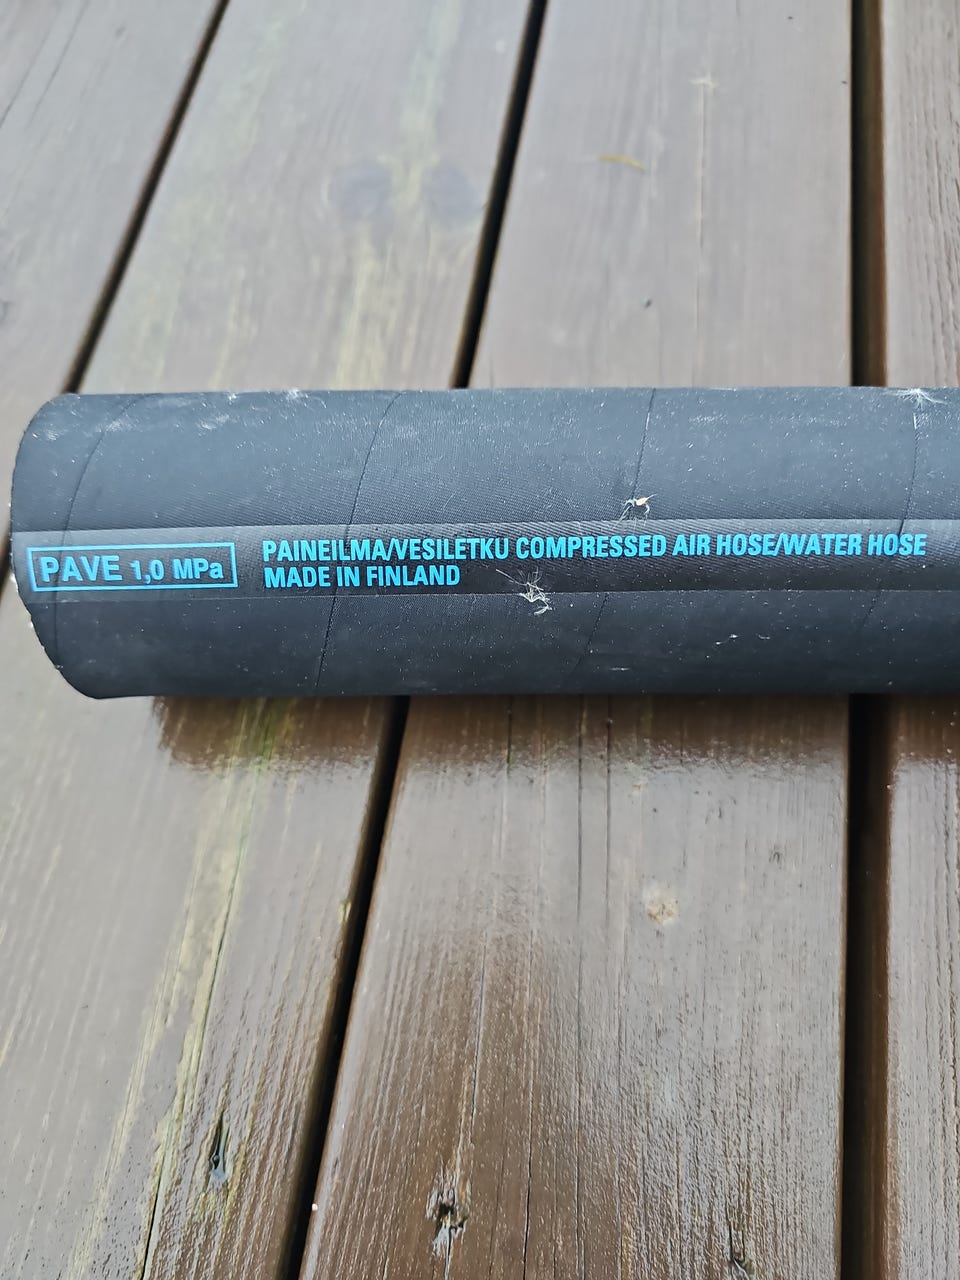 PAVE 1,0 MPa
PAINEILMA/VESILETKU COMPRESSED AIR HOSE/WATER HOSE
MADE IN FINLAND